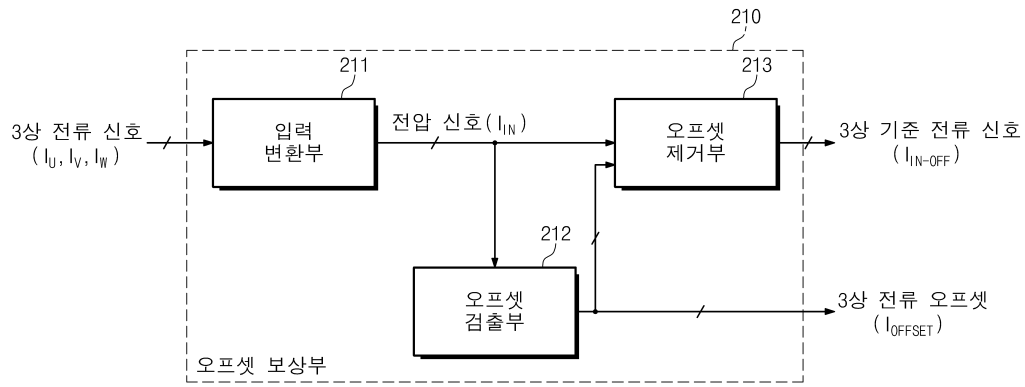 210
211
213
3상 전류 신호
(I_U, I_V, I_W)
입력
변환부
전압 신호(I_IN)
오프셋
제거부
3상 기준 전류 신호
(I_IN-OFF)
212
오프셋
검출부
3상 전류 오프셋
(I_OFFSET)
오프셋 보상부